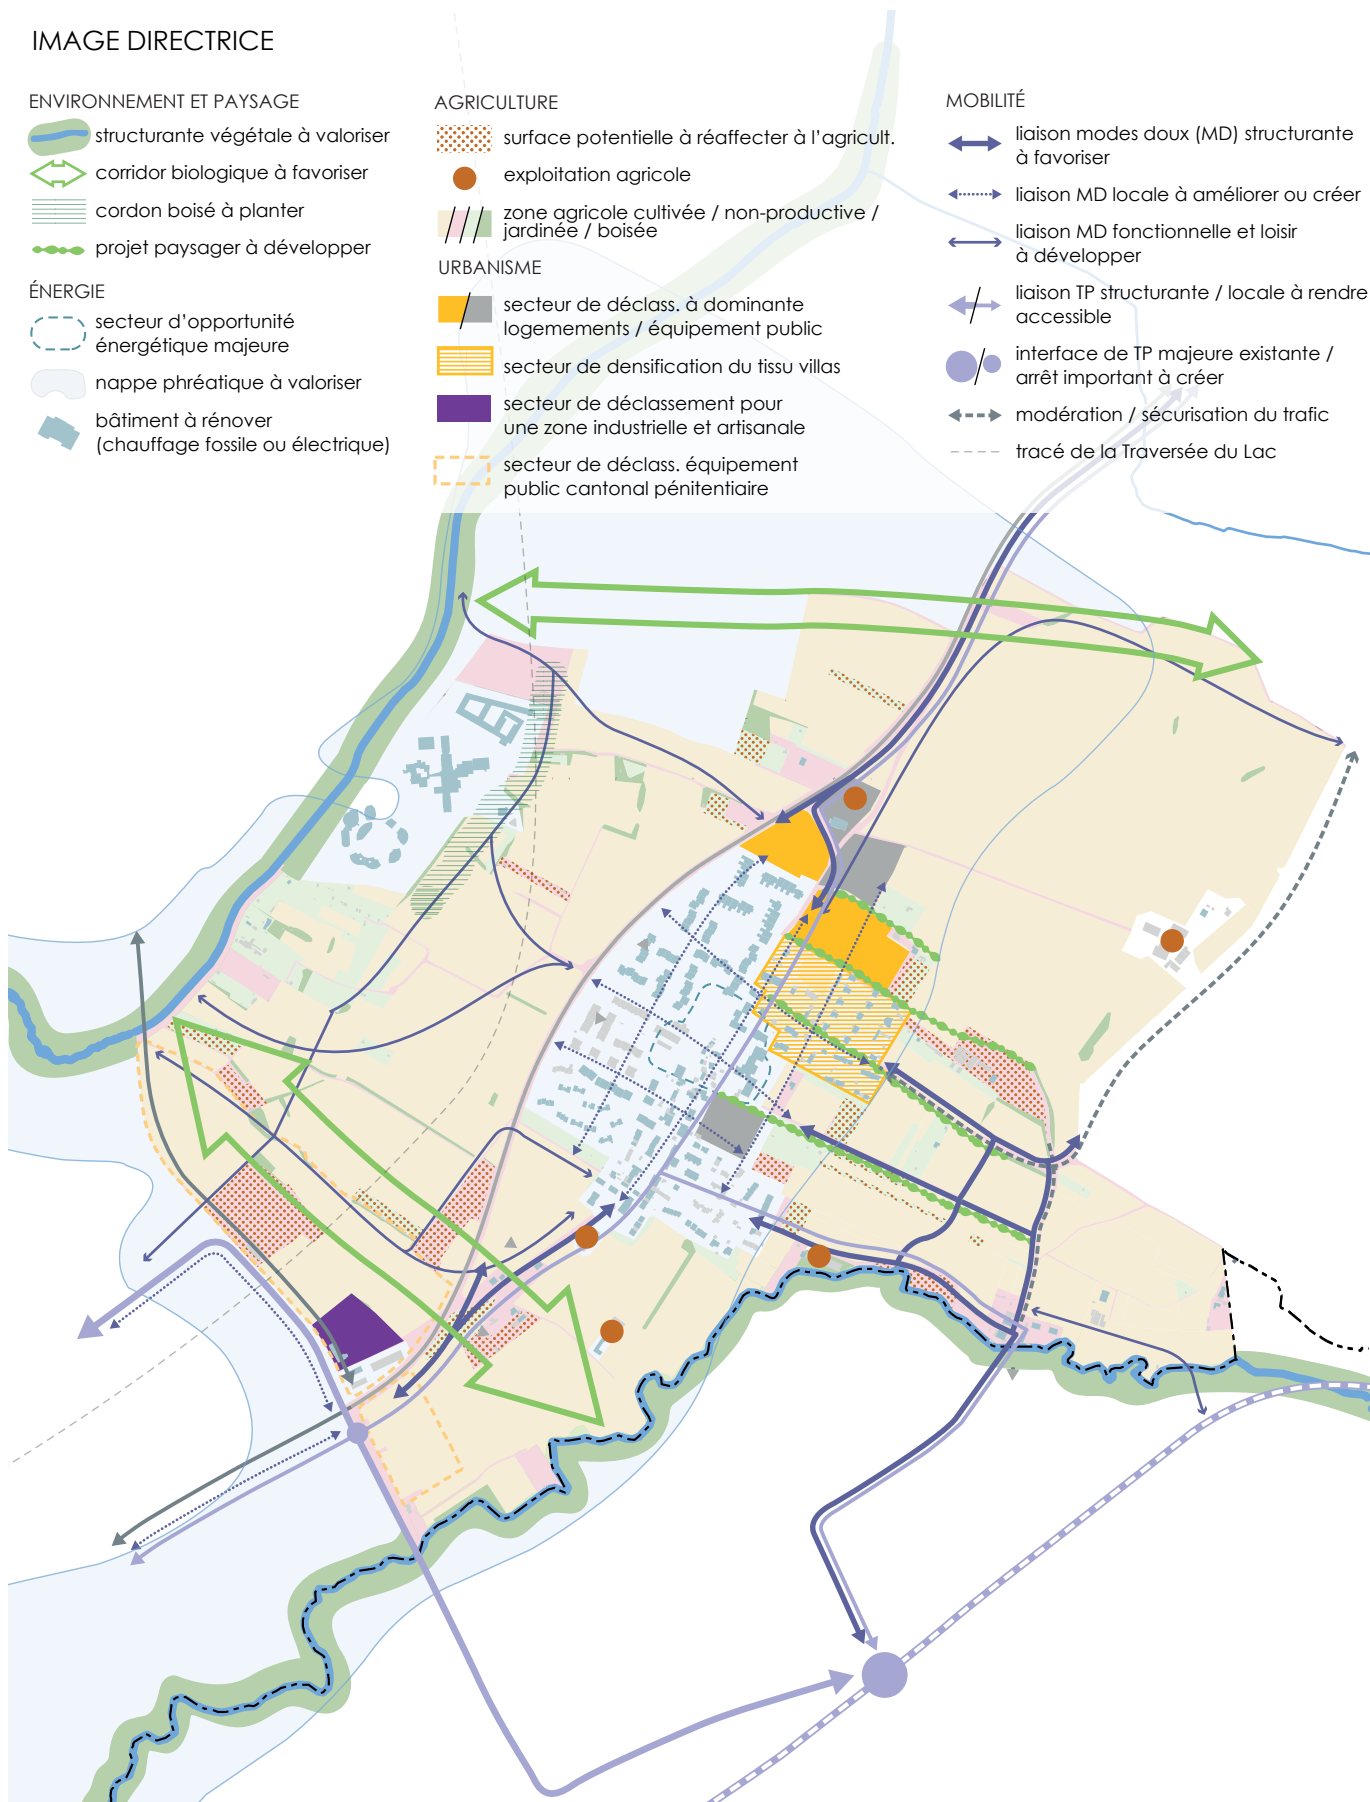 IMAGE DIRECTRICE
ENVIRONNEMENT ET PAYSAGE
structurante végétale à valoriser
corridor biologique à favoriser
cordon boisé à planter
projet paysager à développer
ÉNERGIE
secteur d'opportunité
énergétique majeure
nappe phréatique à valoriser
bâtiment à rénover
(chauffage fossile ou électrique)
AGRICULTURE
surface potentielle à réaffecter à l'agricult.
exploitation agricole
zone agricole cultivée / non-productive /
jardinée / boisée
URBANISME
secteur de déclass. à dominante
logemements / équipement public
secteur de densification du tissu villas
secteur de déclassement pour
une zone industrielle et artisanale
secteur de déclass. équipement
public cantonal pénitentiaire
MOBILITÉ
liaison modes doux (MD) structurante
à favoriser
liaison MD locale à améliorer ou créer
liaison MD fonctionnelle et loisir
à développer
liaison TP structurante / locale à rendre
accessible
interface de TP majeure existante /
arrêt important à créer
modération / sécurisation du trafic
tracé de la Traversée du Lac